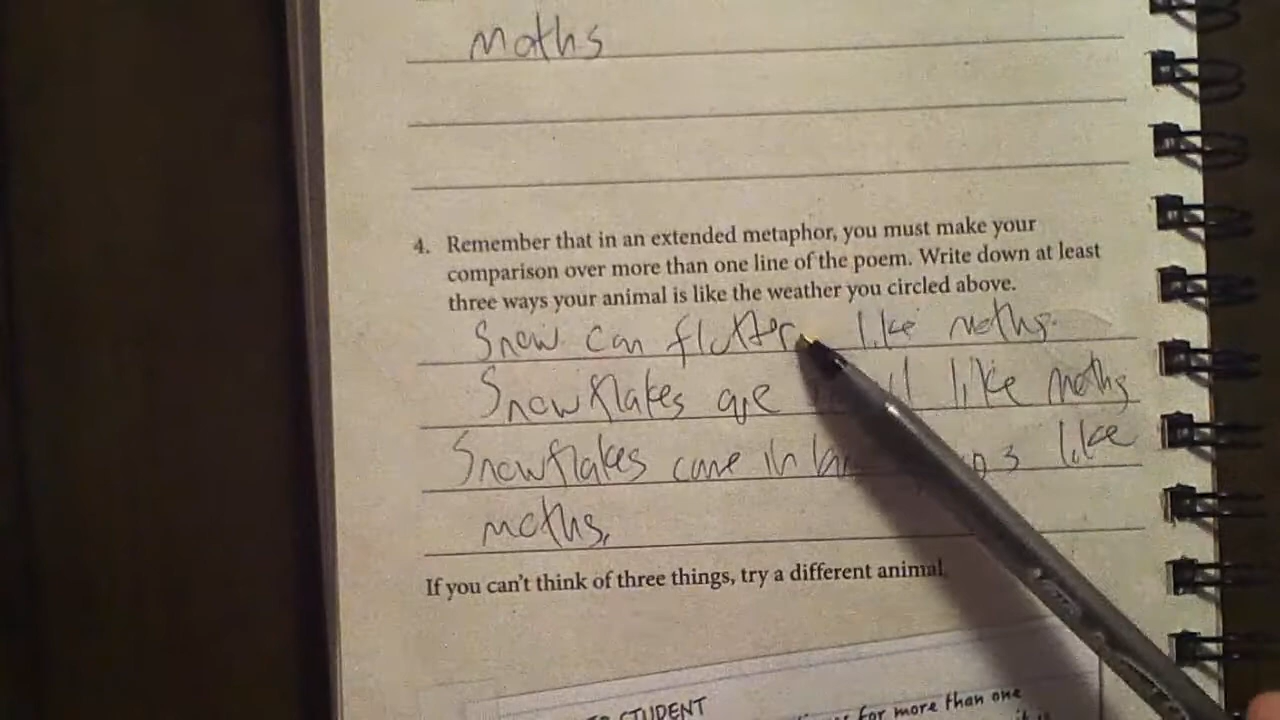 moths
4. Remember that in an extended metaphor, you must make your
comparison over more than one line of the poem. Write down at least
three ways your animal is like the weather you circled above.
Snow can flutter like moths.
Snowflakes are like moths
Snowflakes come in like
moths.
If you can't think of three things, try a different animal.
STUDENT
for more than one